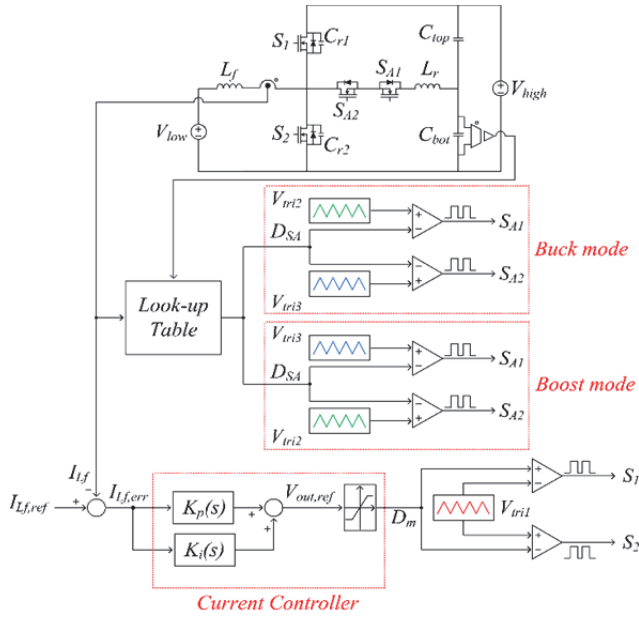 S1
Cr1
Ctop
Lf
SA1
Lr
Vhigh
SA2
Vlow
S2
Cr2
Cbot
Vtri2
DSA
SA1
Buck mode
SA2
Vtri3
Look-up
Table
Vtri3
SA1
DSA
Boost mode
SA2
Vtri2
ILf
ILf,ref
ILf,err
Kp(s)
Vout,ref
Dm
Vtri1
S1
S2
Ki(s)
Current Controller